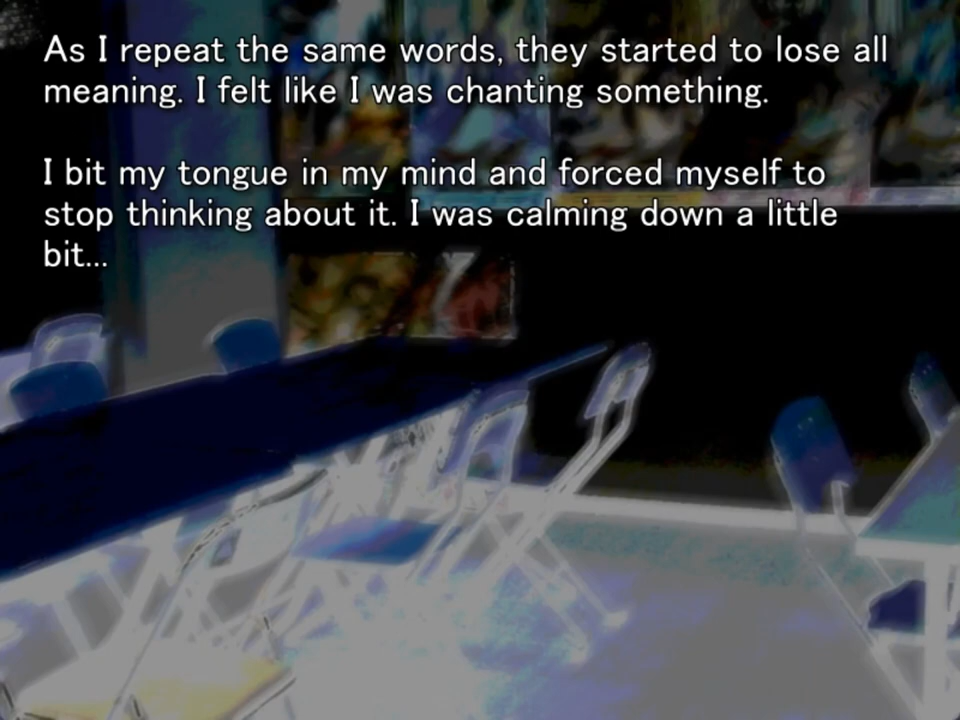 As I repeat the same words, they started to lose all
meaning. I felt like I was chanting something.
I bit my tongue in my mind and forced myself to
stop thinking about it. I was calming down a little
bit...